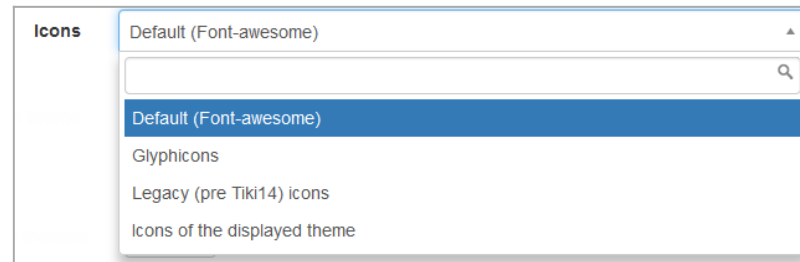 Icons Default (Font-awesome)
Default (Font-awesome)
Glyphicons
Legacy (pre Tiki14) icons
Icons of the displayed theme